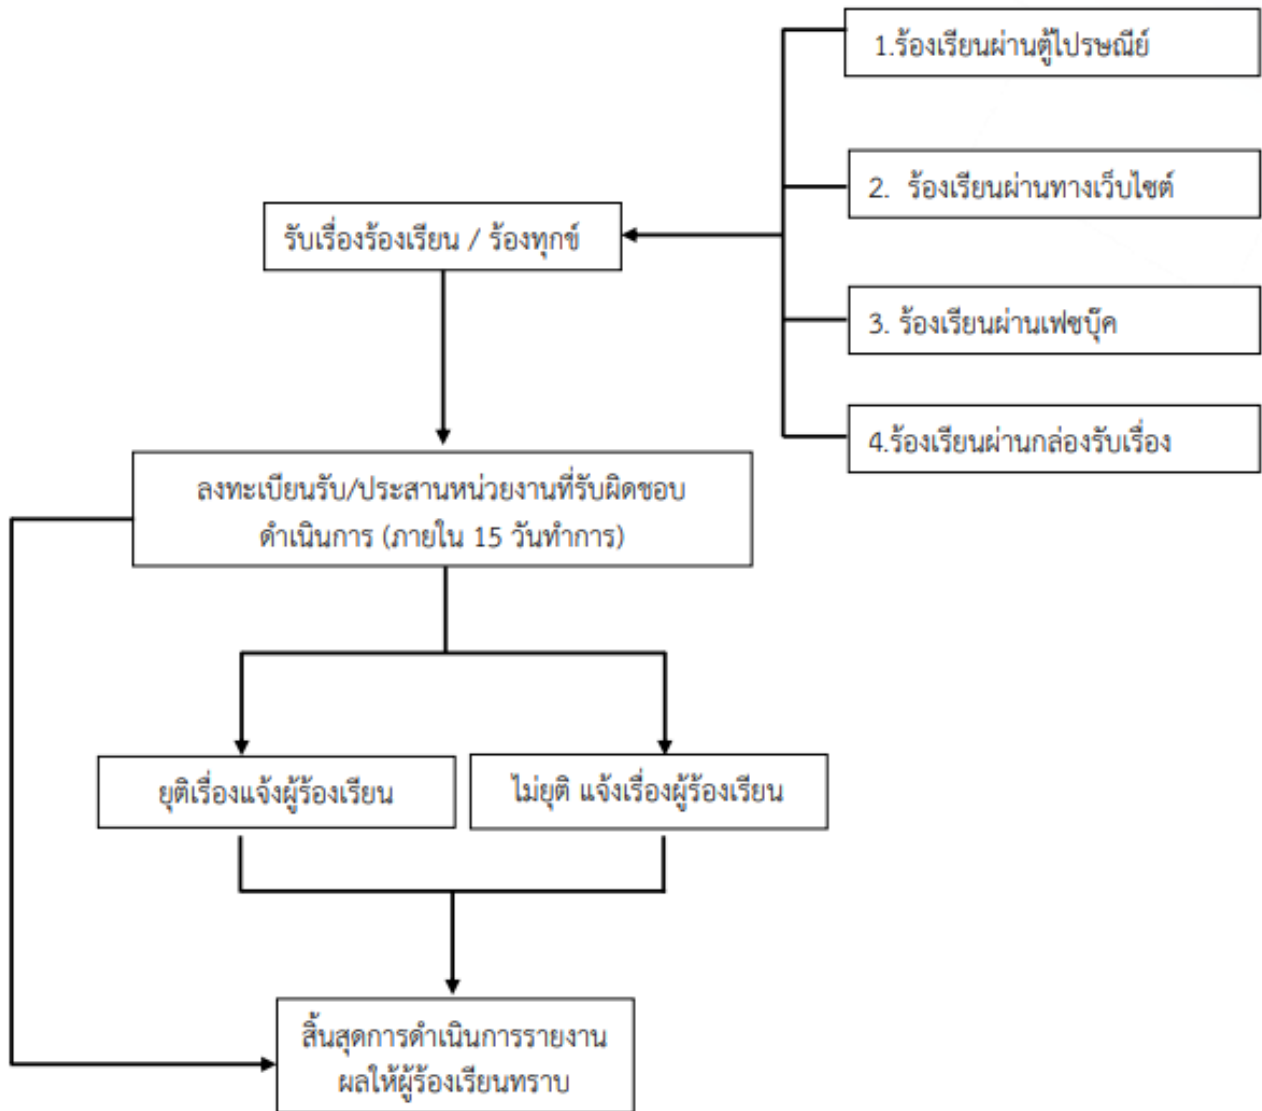 1.ร้องเรียนผ่านตู้ไปรษณีย์
2. ร้องเรียนผ่านทางเว็บไซต์
รับเรื่องร้องเรียน / ร้องทุกข์
3. ร้องเรียนผ่านเฟซบุ๊ค
4.ร้องเรียนผ่านกล่องรับเรื่อง
ลงทะเบียนรับ/ประสานหน่วยงานที่รับผิดชอบ
ดำเนินการ (ภายใน 15 วันทำการ)
ยุติเรื่องแจ้งผู้ร้องเรียน
ไม่ยุติ แจ้งเรื่องผู้ร้องเรียน
สิ้นสุดการดำเนินการรายงาน
ผลให้ผู้ร้องเรียนทราบ